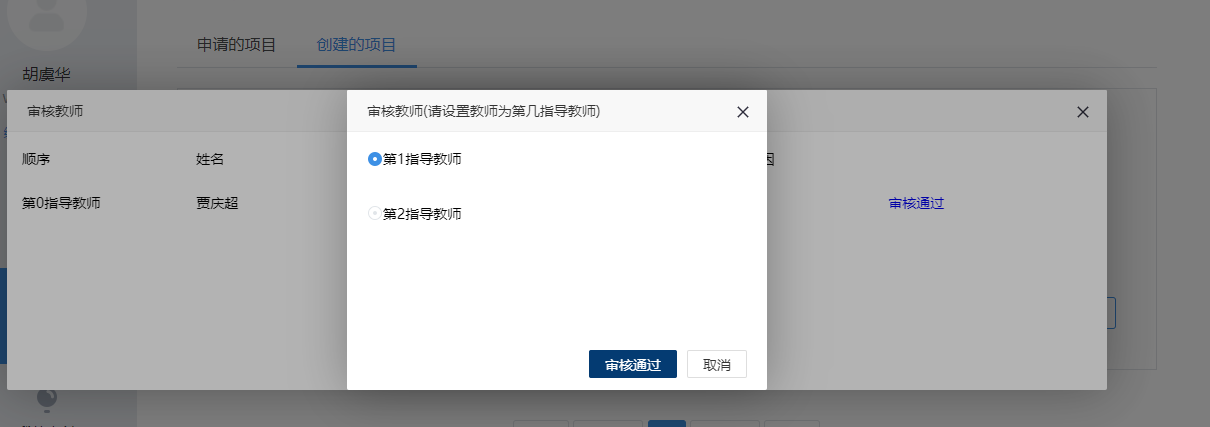 申请的项目 创建的项目
胡虞华
审核教师
审核教师(请设置教师为第几指导教师)
顺序 姓名 因
第1指导教师
第0指导教师 贾庆超 审核通过
第2指导教师
审核通过 取消